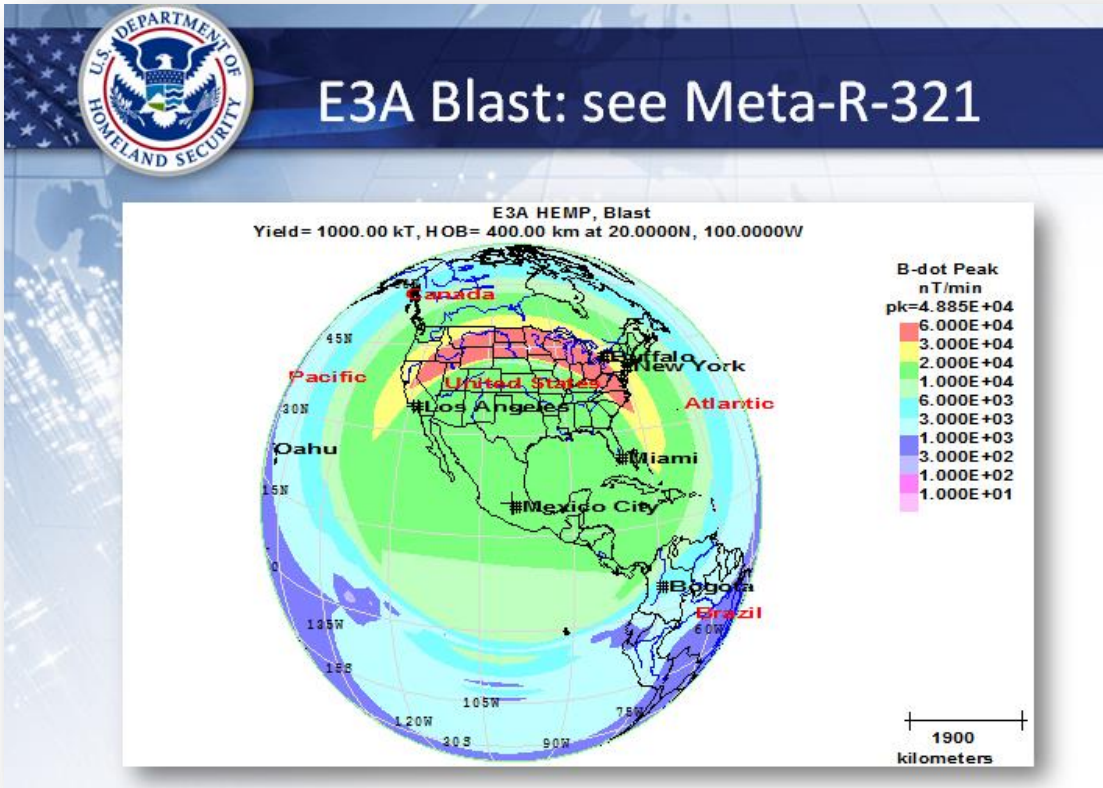 U.S. DEPARTMENT OF HOMELAND SECURITY
E3A Blast: see Meta-R-321
E3A HEMP, Blast
Yield= 1000.00 kT, HOB= 400.00 km at 20.0000N, 100.0000W
B-dot Peak
nT/min
pk=4.885E+04
6.000E+04
3.000E+04
2.000E+04
1.000E+04
6.000E+03
3.000E+03
1.000E+03
3.000E+02
1.000E+02
1.000E+01
Canada
45N
#Buffalo
#New York
Pacific
United States
30N
#Los Angeles
Atlantic
Oahu
#Miami
15N
#Mexico City
0
#Bogota
Brazil
135W
60W
15S
105W
75W
120W
30S
90W
1900
kilometers